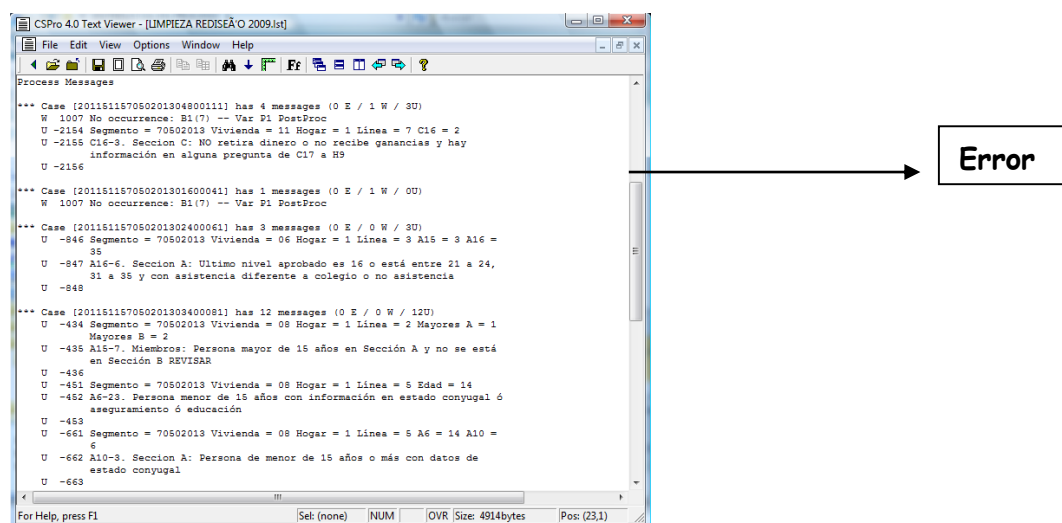 CSPro 4.0 Text Viewer - [LIMPIEZA REDISEÃ'O 2009.lst]
File Edit View Options Window Help
Process Messages
*** Case [201151157050201304800111] has 4 messages (0 E / 1 W / 3U)
W 1007 No occurrence: B1(7) -- Var P1 PostProc
U -2154 Segmento = 70502013 Vivienda = 11 Hogar = 1 Línea = 7 C16 = 2
U -2155 C16-3. Seccion C: NO retira dinero o no recibe ganancias y hay
información en alguna pregunta de C17 a H9
U -2156
*** Case [201151157050201301600041] has 1 messages (0 E / 1 W / 0U)
W 1007 No occurrence: B1(7) -- Var P1 PostProc
*** Case [201151157050201302400061] has 3 messages (0 E / 0 W / 3U)
U -846 Segmento = 70502013 Vivienda = 06 Hogar = 1 Línea = 3 A15 = 3 A16 =
35
U -847 A16-6. Seccion A: Ultimo nivel aprobado es 16 o está entre 21 a 24,
31 a 35 y con asistencia diferente a colegio o no asistencia
U -848
*** Case [201151157050201303400081] has 12 messages (0 E / 0 W / 12U)
U -434 Segmento = 70502013 Vivienda = 08 Hogar = 1 Línea = 2 Mayores A = 1
Mayores B = 2
U -435 A15-7. Miembros: Persona mayor de 15 años en Sección A y no se está
en Sección B REVISAR
U -436
U -451 Segmento = 70502013 Vivienda = 08 Hogar = 1 Línea = 5 Edad = 14
U -452 A6-23. Persona menor de 15 años con información en estado conyugal ó
aseguramiento ó educación
U -453
U -661 Segmento = 70502013 Vivienda = 08 Hogar = 1 Línea = 5 A6 = 14 A10 =
6
U -662 A10-3. Seccion A: Persona de menor de 15 años o más con datos de
estado conyugal
U -663
For Help, press F1 Sel: (none) NUM OVR Size: 4914bytes Pos: (23,1)
Error